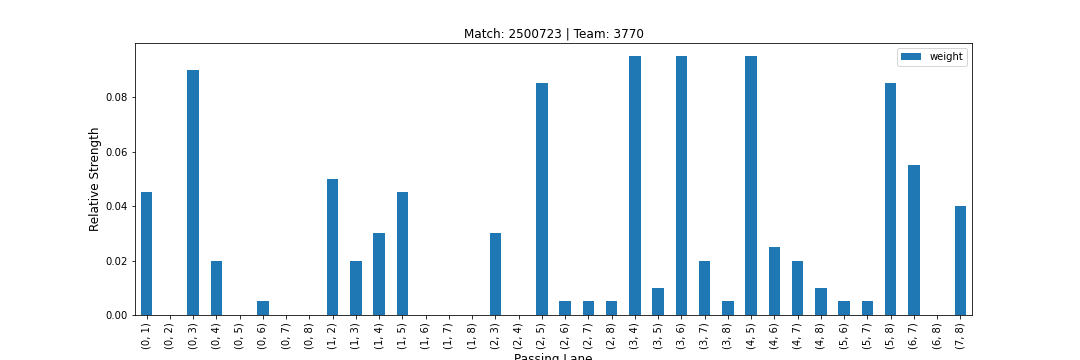 Match: 2500723 | Team: 3770
weight
Relative Strength
0.08
0.06
0.04
0.02
0.00
(0, 1) (0, 2) (0, 3) (0, 4) (0, 5) (0, 6) (0, 7) (0, 8) (1, 2) (1, 3) (1, 4) (1, 5) (1, 6) (1, 7) (1, 8) (2, 3) (2, 4) (2, 5) (2, 6) (2, 7) (2, 8) (3, 4) (3, 5) (3, 6) (3, 7) (3, 8) (4, 5) (4, 6) (4, 7) (4, 8) (5, 6) (5, 7) (5, 8) (6, 7) (6, 8) (7, 8)
Passing Lane